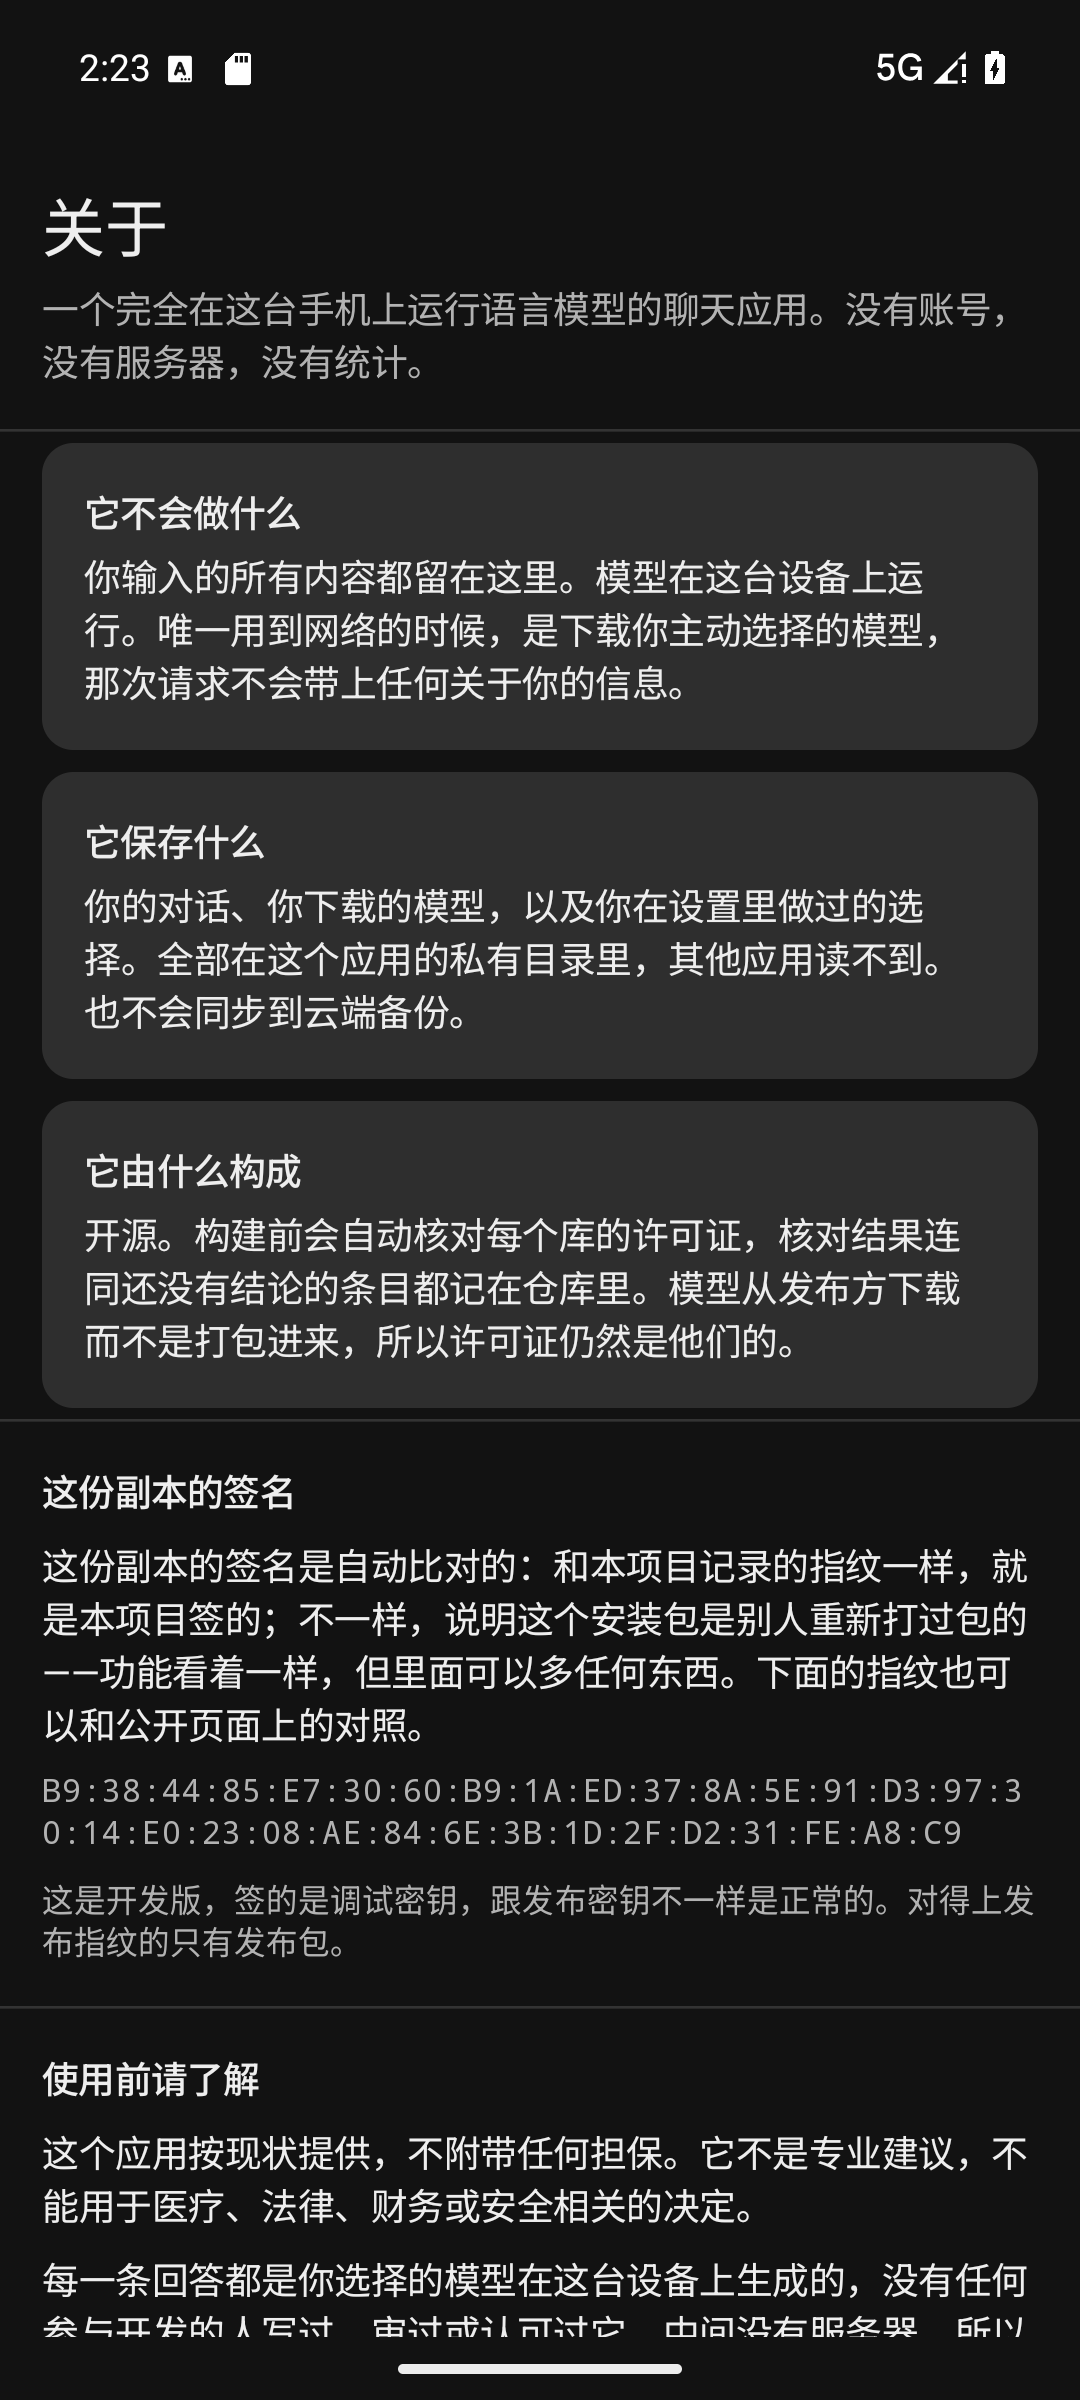 2:23
5G
关于
一个完全在这台手机上运行语言模型的聊天应用。没有账号，
没有服务器，没有统计。
它不会做什么
你输入的所有内容都留在这里。模型在这台设备上运
行。唯一用到网络的时候，是下载你主动选择的模型，
那次请求不会带上任何关于你的信息。
它保存什么
你的对话、你下载的模型，以及你在设置里做过的选
择。全部在这个应用的私有目录里，其他应用读不到。
也不会同步到云端备份。
它由什么构成
开源。构建前会自动核对每个库的许可证，核对结果连
同还没有结论的条目都记在仓库里。模型从发布方下载
而不是打包进来，所以许可证仍然是他们的。
这份副本的签名
这份副本的签名是自动比对的：和本项目记录的指纹一样，就
是本项目签的；不一样，说明这个安装包是别人重新打过包的
——功能看着一样，但里面可以多任何东西。下面的指纹也可
以和公开页面上的对照。
B9:38:44:85:E7:30:60:B9:1A:ED:37:8A:5E:91:D3:97:3
0:14:E0:23:08:AE:84:6E:3B:1D:2F:D2:31:FE:A8:C9
这是开发版，签的是调试密钥，跟发布密钥不一样是正常的。对得上发
布指纹的只有发布包。
使用前请了解
这个应用按现状提供，不附带任何担保。它不是专业建议，不
能用于医疗、法律、财务或安全相关的决定。
每一条回答都是你选择的模型在这台设备上生成的，没有任何
参与开发的人写过、审过或认可过它。中间没有服务器，所以